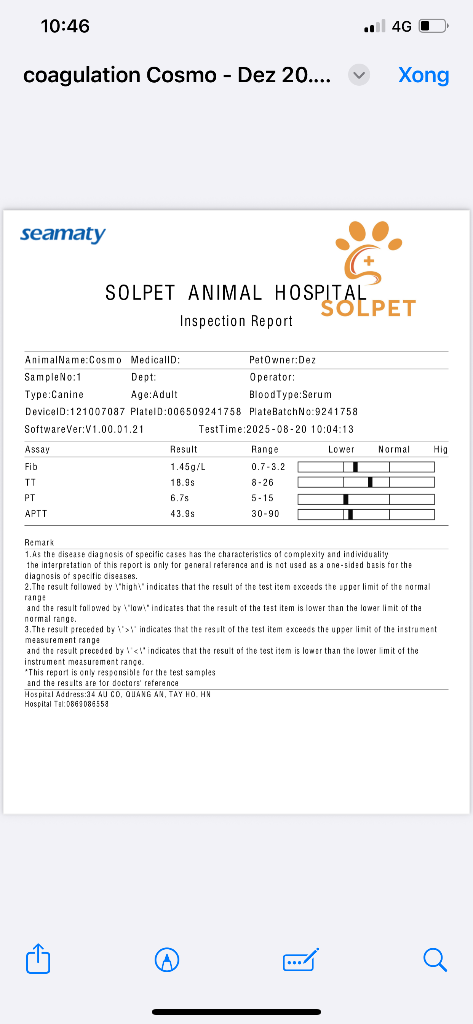 10:46
4G
coagulation Cosmo - Dez 20....
Xong
seamaty
SOLPET ANIMAL HOSPITAL
SOLPET
Inspection Report
AnimalName:Cosmo MedicalID: PetOwner:Dez
SampleNo:1 Dept: Operator:
Type:Canine Age:Adult BloodType:Serum
DeviceID:121007087 PlateID:006509241758 PlateBatchNo:9241758
SoftwareVer:V1.00.01.21 TestTime:2025-08-20 10:04:13
Assay Result Range Lower Normal Hig
Fib 1.45g/L 0.7-3.2
TT 18.9s 8-26
PT 6.7s 5-15
APTT 43.9s 30-90
Remark
1.As the disease diagnosis of specific cases has the characteristics of complexity and individuality
the interpretation of this report is only for general reference and is not used as a one-sided basis for the
diagnosis of specific diseases.
2.The result followed by \"high\" indicates that the result of the test item exceeds the upper limit of the normal
range
and the result followed by \"low\" indicates that the result of the test item is lower than the lower limit of the
normal range.
3.The result preceded by \">\" indicates that the result of the test item exceeds the upper limit of the instrument
measurement range
and the result preceded by \"<\" indicates that the result of the test item is lower than the lower limit of the
instrument measurement range.
*This report is only responsible for the test samples
and the results are for doctors' reference
Hospital Address:34 AU CO, QUANG AN, TAY HO, HN
Hospital Tel:0869086558